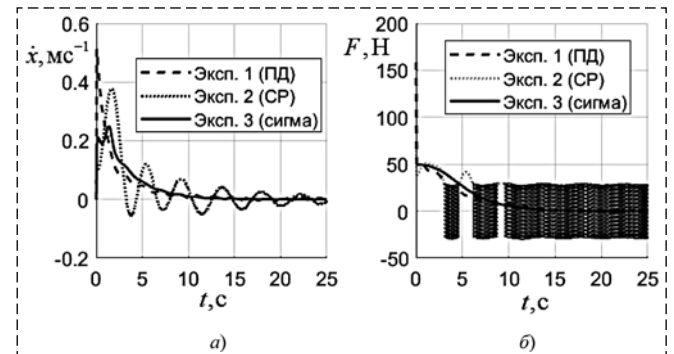 ẋ, мс⁻¹
0.6
0.4
0.2
0
-0.2
Эксп. 1 (ПД)
Эксп. 2 (СР)
Эксп. 3 (сигма)
0 5 10 15 20 25
t, с
а)
F, Н
200
150
100
50
0
-50
Эксп. 1 (ПД)
Эксп. 2 (СР)
Эксп. 3 (сигма)
0 5 10 15 20 25
t, с
б)